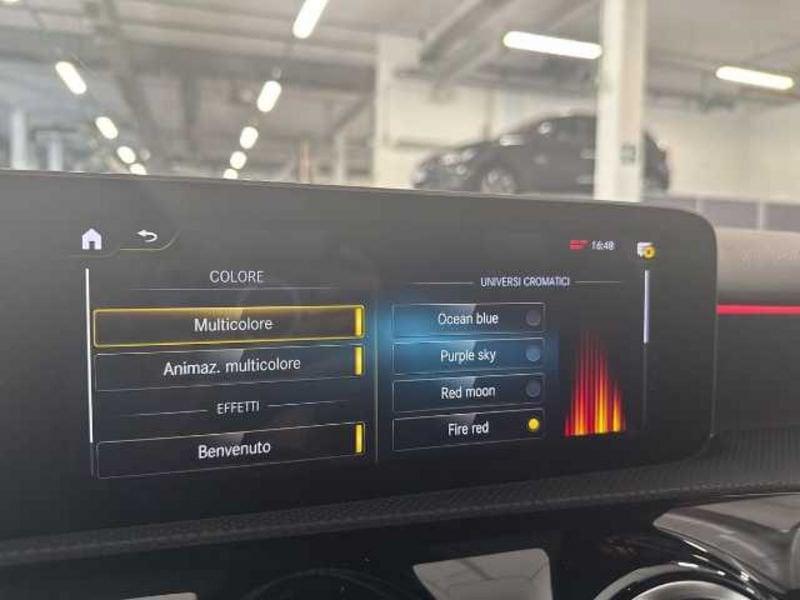 16:48
COLORE
Multicolore
Animaz. multicolore
EFFETTI
Benvenuto
UNIVERSI CROMATICI
Ocean blue
Purple sky
Red moon
Fire red